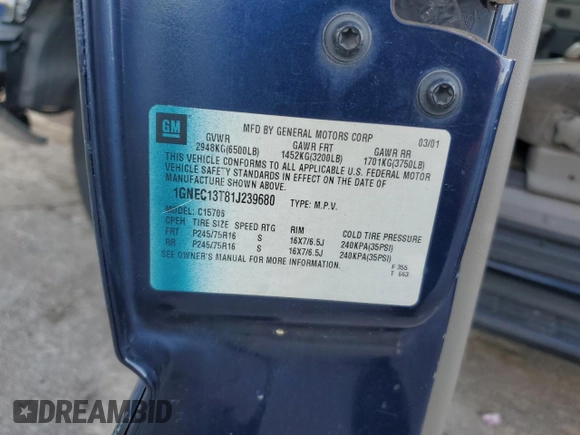 GM
MFD BY GENERAL MOTORS CORP 03/01
GVWR GAWR FRT GAWR RR
2948KG(6500LB) 1452KG(3200LB) 1701KG(3750LB)
THIS VEHICLE CONFORMS TO ALL APPLICABLE U.S. FEDERAL MOTOR
VEHICLE SAFETY STANDARDS IN EFFECT ON THE DATE OF
MANUFACTURE SHOWN ABOVE.
1GNEC13T81J239680 TYPE: M.P.V.
MODEL: C15706
CPEN TIRE SIZE SPEED RTG RIM COLD TIRE PRESSURE
FRT P245/75R16 S 16X7/6.5J 240KPA(35PSI)
RR P245/75R16 S 16X7/6.5J 240KPA(35PSI)
SEE OWNER'S MANUAL FOR MORE INFORMATION.
F 355
T 663
DREAMBID